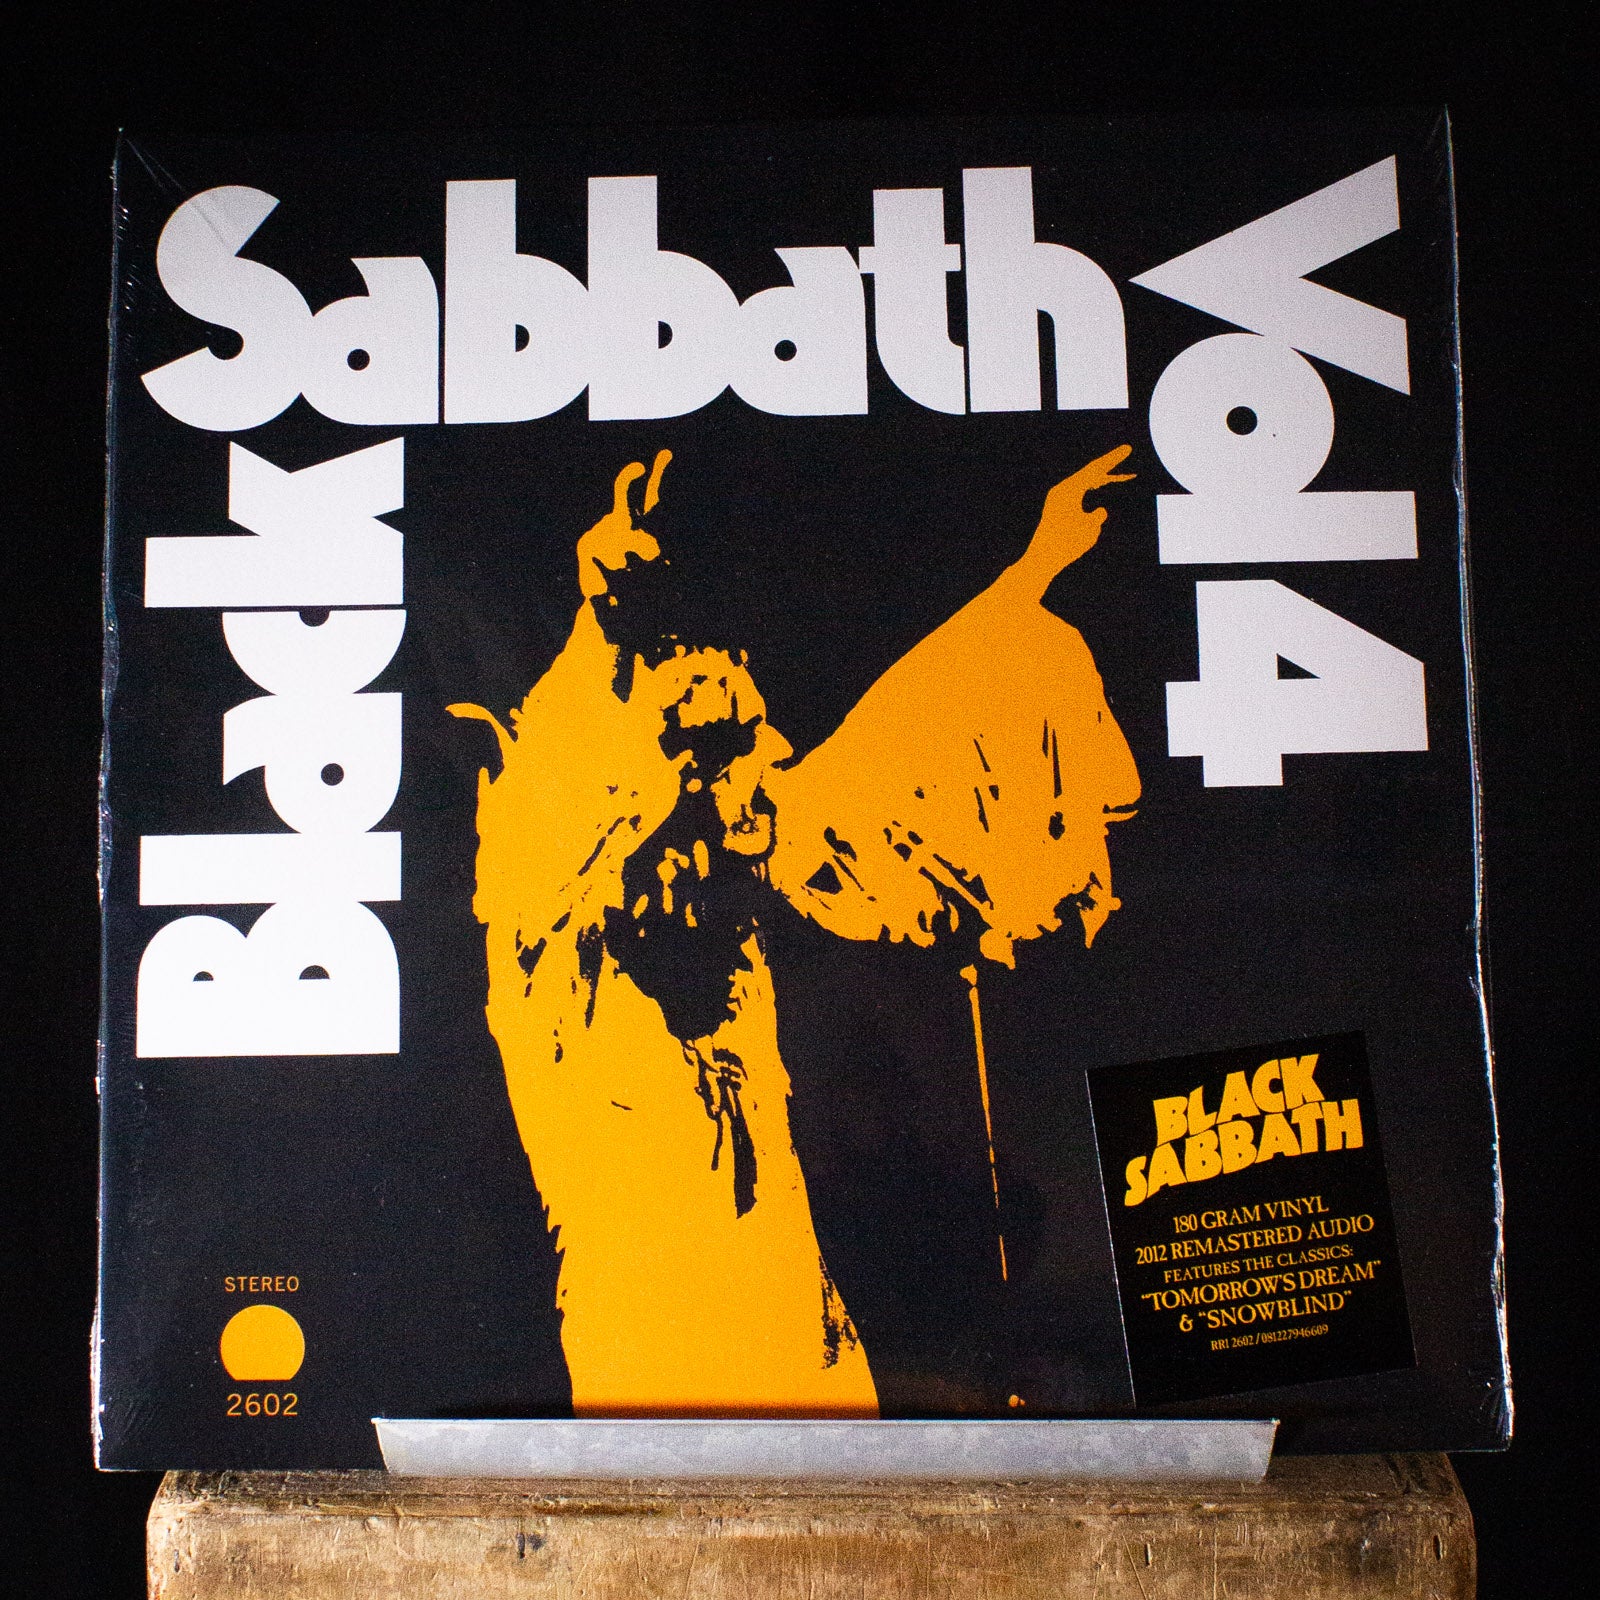 Black
Sabbath
Vol 4
STEREO
2602
BLACK
SABBATH
180 GRAM VINYL
2012 REMASTERED AUDIO
FEATURES THE CLASSICS:
"TOMORROW'S DREAM"
& "SNOWBLIND"
RR1 2602 / 081227946609